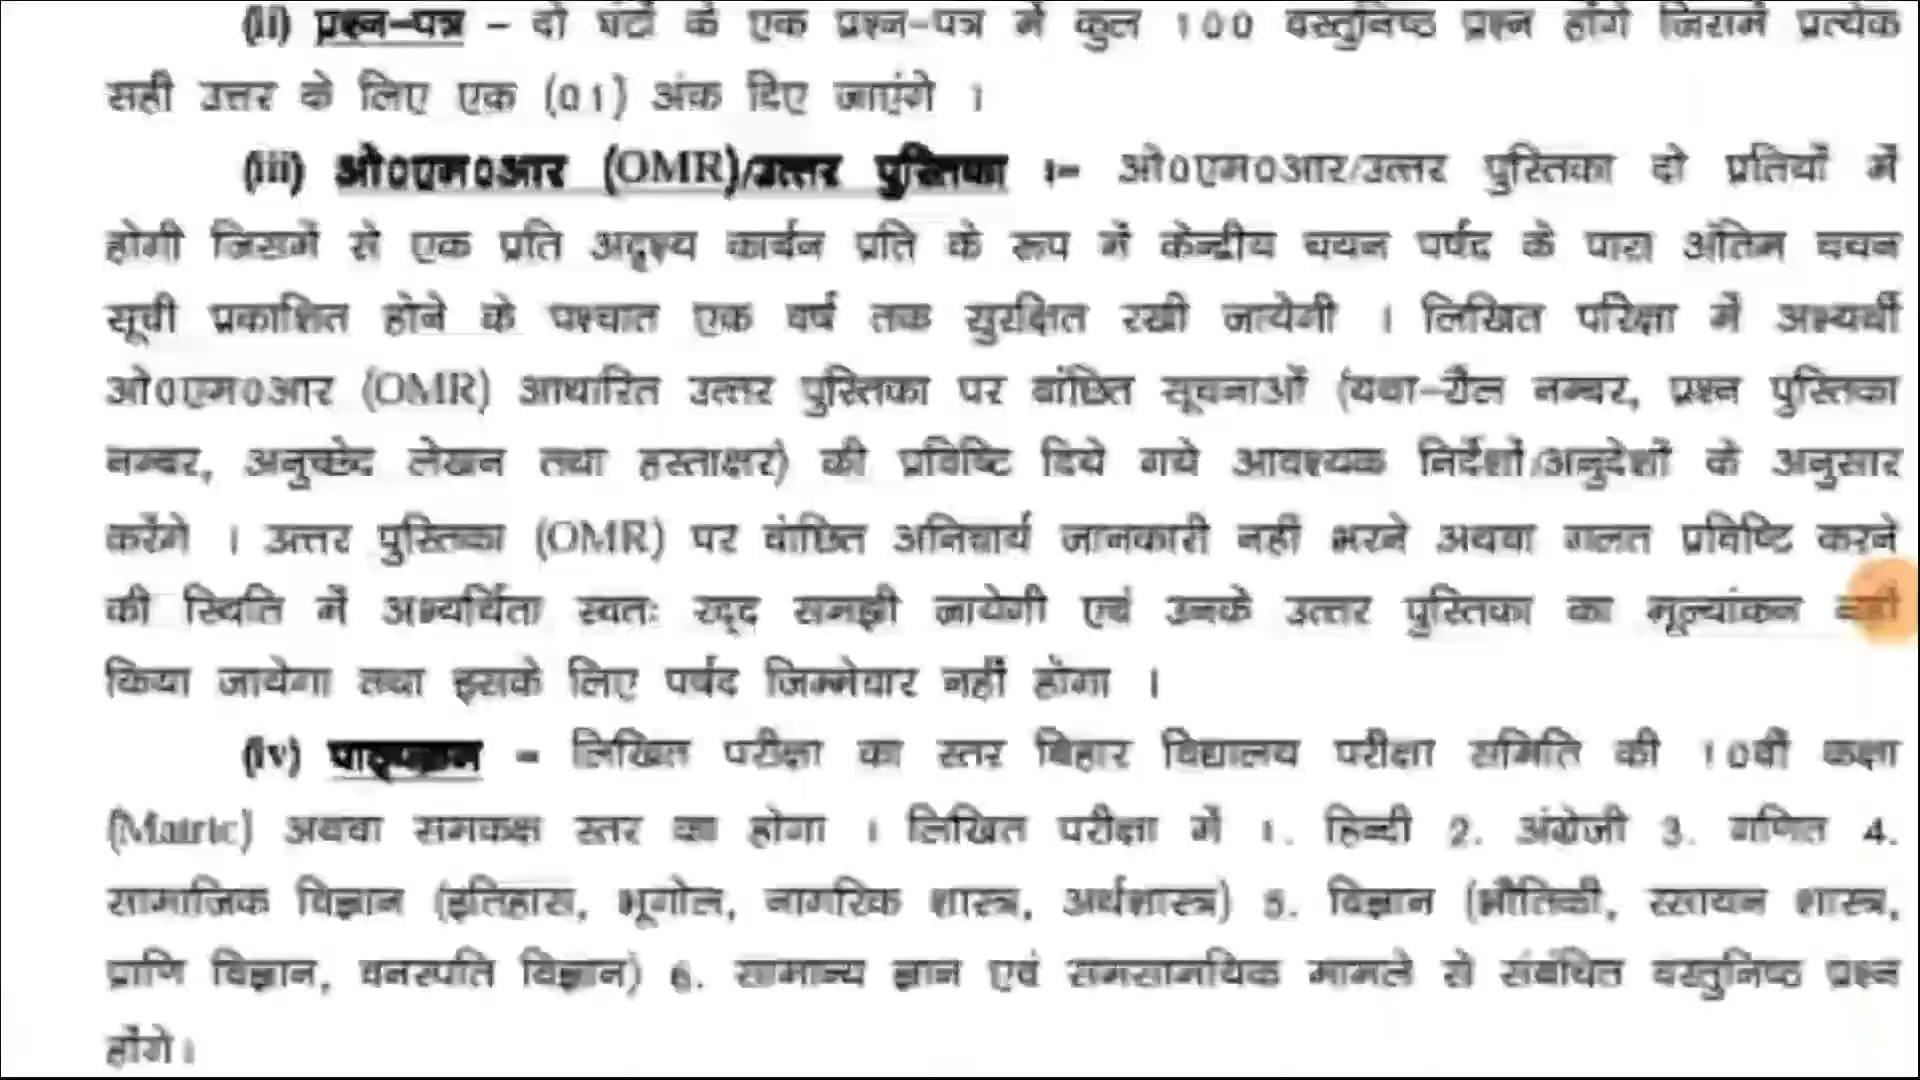 (ii) प्रश्न-पत्र - दो घंटों के एक प्रश्न-पत्र में कुल 100 वस्तुनिष्ठ प्रश्न होंगे जिसमें प्रत्येक
सही उत्तर के लिए एक (01) अंक दिए जाएंगे ।
(iii) ओ0एम0आर (OMR)/उत्तर पुस्तिका :- ओ0एम0आर/उत्तर पुस्तिका दो प्रतियों में
होगी जिसमें से एक प्रति अदृश्य कार्बन प्रति के रूप में केन्द्रीय चयन पर्षद के पास अंतिम चयन
सूची प्रकाशित होने के पश्चात एक वर्ष तक सुरक्षित रखी जायेगी । लिखित परिक्षा में अभ्यर्थी
ओ0एम0आर (OMR) आधारित उत्तर पुस्तिका पर वांछित सूचनाओं (यथा-रौल नम्बर, प्रश्न पुस्तिका
नम्बर, अनुच्छेद लेखन तथा हस्ताक्षर) की प्रविष्टि दिये गये आवश्यक निर्देशों/अनुदेशों के अनुसार
करेंगे । उत्तर पुस्तिका (OMR) पर वांछित अनिवार्य जानकारी नहीं भरने अथवा गलत प्रविष्टि करने
की स्थिति में अभ्यर्थिता स्वतः रद्द समझी जायेगी एवं उनके उत्तर पुस्तिका का मूल्यांकन नहीं
किया जायेगा तथा इसके लिए पर्षद जिम्मेवार नहीं होगा ।
(iv) पाठ्यक्रम - लिखित परीक्षा का स्तर बिहार विद्यालय परीक्षा समिति की 10वीं कक्षा
(Matric) अथवा समकक्ष स्तर का होगा । लिखित परीक्षा में 1. हिन्दी 2. अंग्रेजी 3. गणित 4.
सामाजिक विज्ञान (इतिहास, भूगोल, नागरिक शास्त्र, अर्थशास्त्र) 5. विज्ञान (भौतिकी, रसायन शास्त्र,
प्राणि विज्ञान, वनस्पति विज्ञान) 6. सामान्य ज्ञान एवं समसामयिक मामले से संबंधित वस्तुनिष्ठ प्रश्न
होंगे।